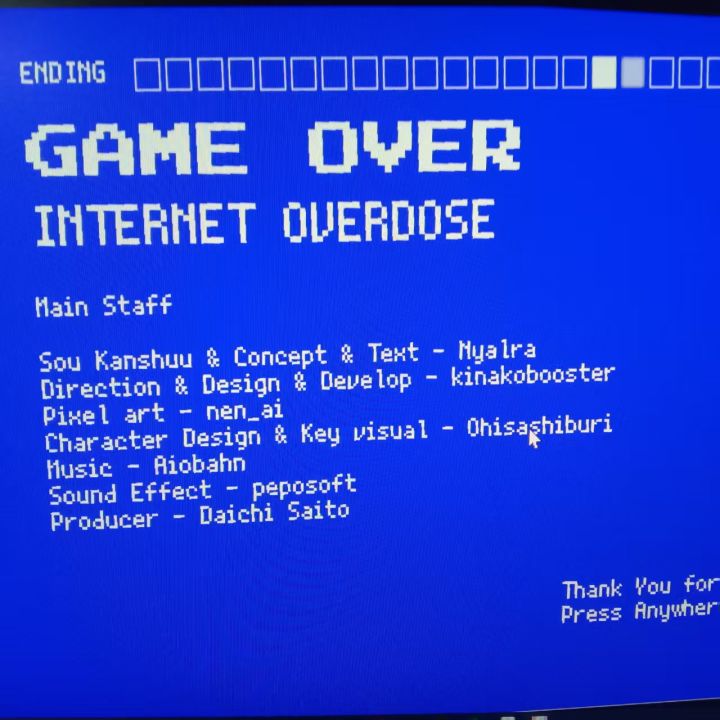 ENDING
GAME OVER
INTERNET OVERDOSE
Main Staff
Sou Kanshuu & Concept & Text - Nyalra
Direction & Design & Develop - kinakobooster
Pixel art - nen_ai
Character Design & Key visual - Ohisashiburi
Music - Aiobahn
Sound Effect - peposoft
Producer - Daichi Saito
Thank You for
Press Anywher